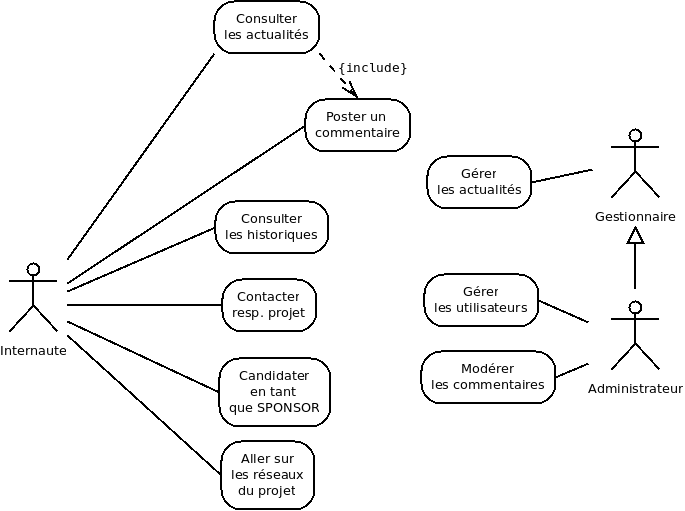 Consulter
les actualités
{include}
Poster un
commentaire
Gérer
les actualités
Gestionnaire
Consulter
les historiques
Contacter
resp. projet
Gérer
les utilisateurs
Internaute
Modérer
les commentaires
Administrateur
Candidater
en tant
que SPONSOR
Aller sur
les réseaux
du projet